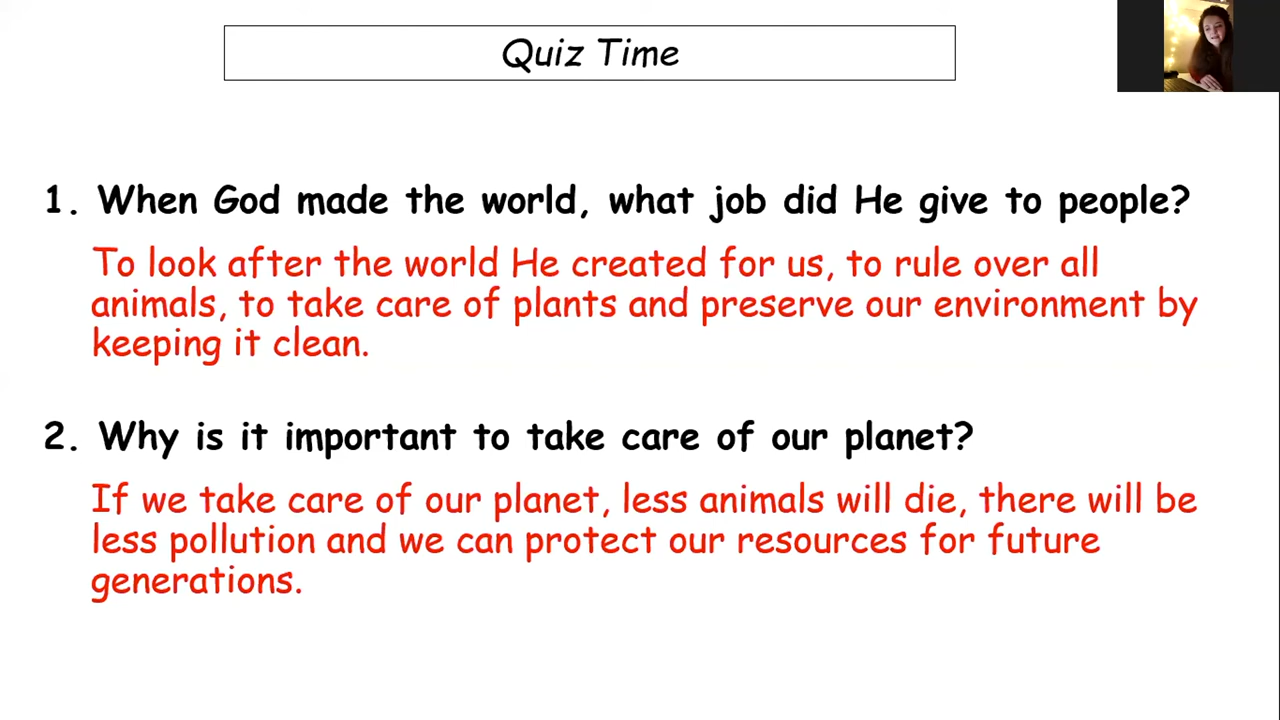 Quiz Time
1. When God made the world, what job did He give to people?
To look after the world He created for us, to rule over all
animals, to take care of plants and preserve our environment by
keeping it clean.
2. Why is it important to take care of our planet?
If we take care of our planet, less animals will die, there will be
less pollution and we can protect our resources for future
generations.